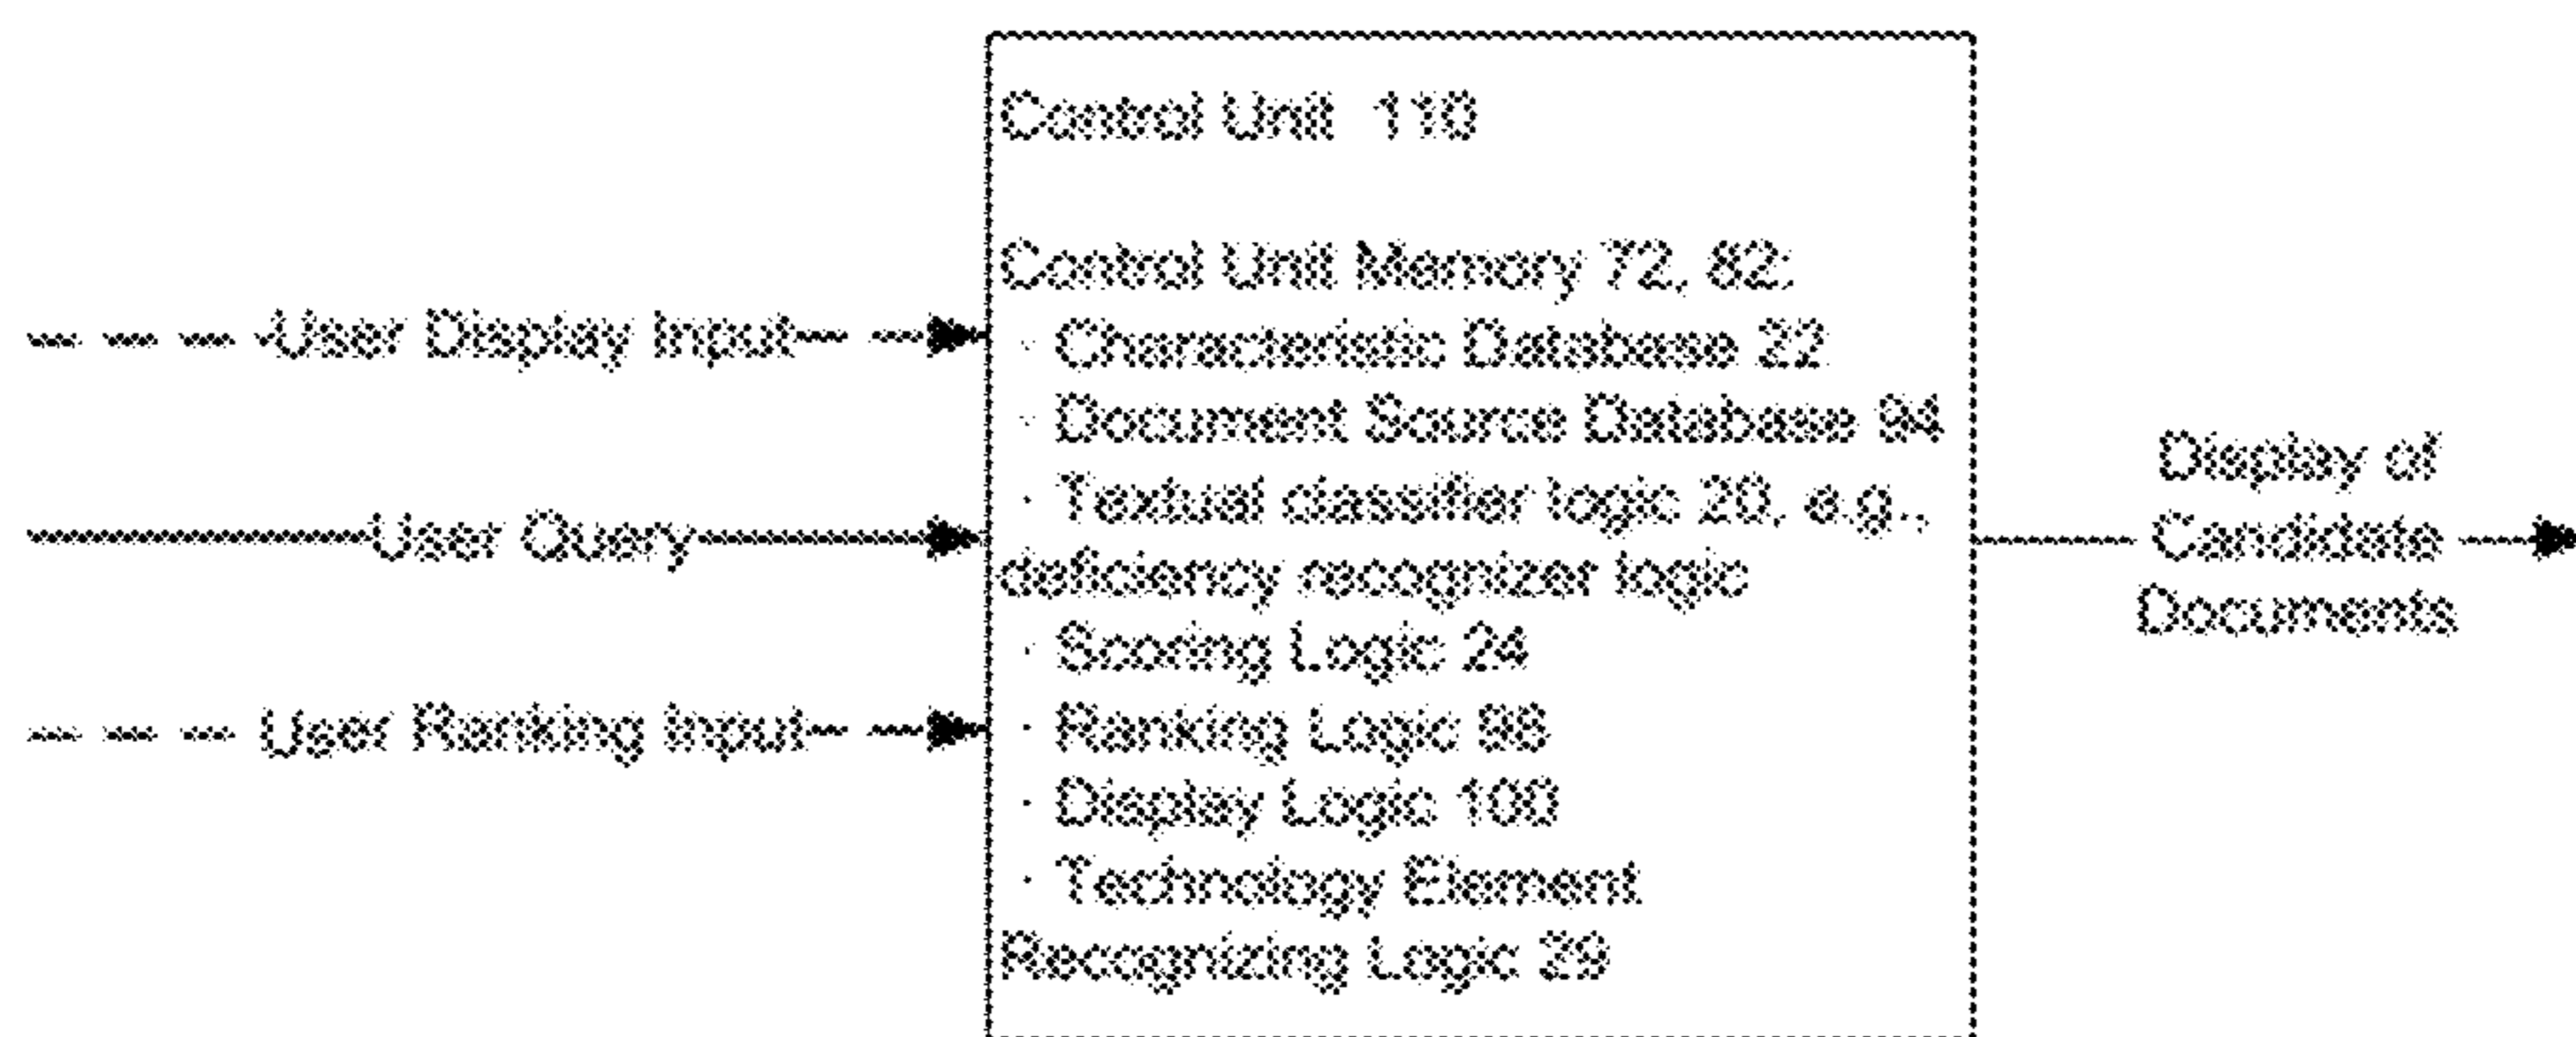 Control Unit 110
Control Unit Memory 72, 82:
· Characteristic Database 22
· Document Source Database 94
· Textual classifier logic 20, e.g.,
deficiency recognizer logic
· Scoring Logic 24
· Ranking Logic 98
· Display Logic 100
· Technology Element
Recognizing Logic 29
User Display Input
User Query
User Ranking Input
Display of
Candidate
Documents